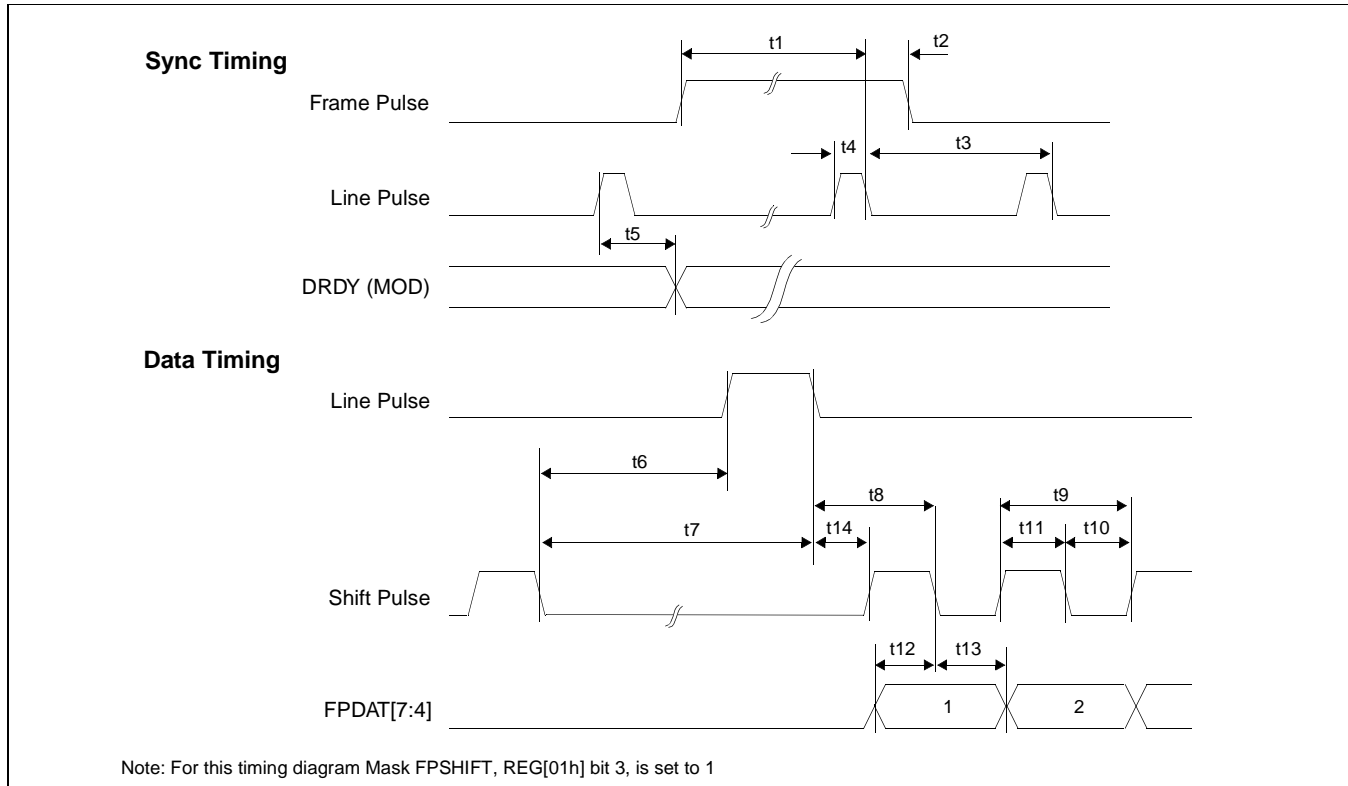 Sync Timing
t1
t2
Frame Pulse
t4
t3
Line Pulse
t5
DRDY (MOD)
Data Timing
Line Pulse
t6
t8
t9
t7
t14
t11
t10
Shift Pulse
t12
t13
FPDAT[7:4]
1
2
Note: For this timing diagram Mask FPSHIFT, REG[01h] bit 3, is set to 1